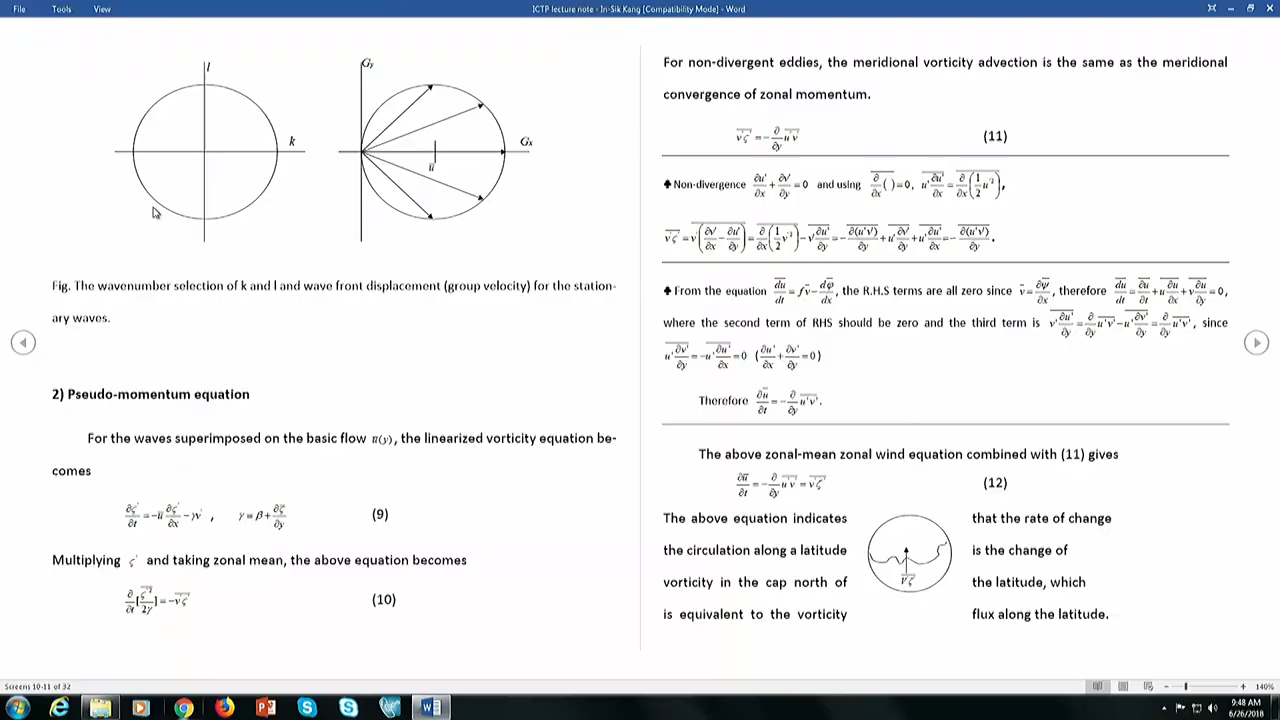 File Tools View
ICTP lecture note - In-Sik Kang [Compatibility Mode] - Word
l
k
G_y
G_x
ū
Fig. The wavenumber selection of k and l and wave front displacement (group velocity) for the station-
ary waves.
2) Pseudo-momentum equation
For the waves superimposed on the basic flow ū(y), the linearized vorticity equation be-
comes
∂ζ'/∂t = -ū ∂ζ'/∂x - γv' , γ = β + ∂ζ̄/∂y (9)
Multiplying ς' and taking zonal mean, the above equation becomes
∂/∂t [ζ'²/2γ] = -v'ζ' (10)
For non-divergent eddies, the meridional vorticity advection is the same as the meridional
convergence of zonal momentum.
v'ζ' = -∂/∂y u'v' (11)
♣ Non-divergence ∂u'/∂x + ∂v'/∂y = 0 and using ∂/∂x( ) = 0, u'∂u'/∂x = ∂/∂x(1/2 u'²),
v'ζ' = v'(∂v'/∂x - ∂u'/∂y) = ∂/∂x(1/2 v'²) - v'∂u'/∂y = -∂(u'v')/∂y + u'∂v'/∂y + u'∂u'/∂x = -∂(u'v')/∂y .
♣ From the equation du/dt = fv̄ - dφ/dx, the R.H.S terms are all zero since v̄ = ∂ψ/∂x, therefore du/dt = ∂u/∂t + u∂u/∂x + v∂u/∂y = 0,
where the second term of RHS should be zero and the third term is v'∂u'/∂y = ∂/∂y u'v' - u'∂v'/∂y = ∂/∂y u'v', since
u'∂v'/∂y = -u'∂u'/∂x = 0 (∂u'/∂x + ∂v'/∂y = 0)
Therefore ∂ū/∂t = -∂/∂y u'v'.
The above zonal-mean zonal wind equation combined with (11) gives
∂ū/∂t = -∂/∂y u'v' = v'ζ' (12)
The above equation indicates that the rate of change
the circulation along a latitude is the change of
vorticity in the cap north of the latitude, which
is equivalent to the vorticity flux along the latitude.
v'ζ'
Screens 10-11 of 32
140%
9:48 AM
6/26/2018